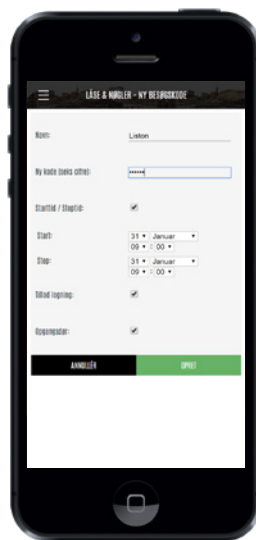 LÅSE & NØGLER - NY BESØGSKODE
Navn: Liston
Ny kode (seks cifre): ••••••
Starttid / Stoptid:
Start: 31 Januar
09 : 00
Stop: 31 Januar
09 : 00
Tillad logning:
Opgangsdør:
ANNULLÉR OPRET